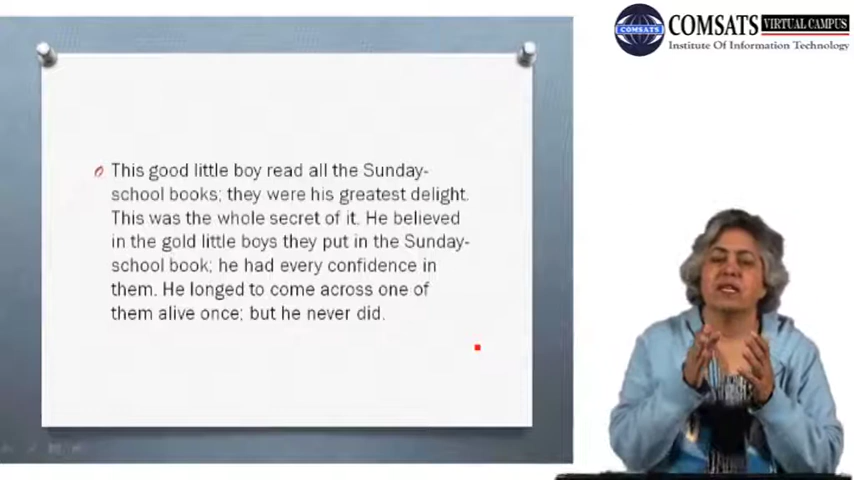 COMSATS VIRTUAL CAMPUS
COMSATS
Institute Of Information Technology
This good little boy read all the Sunday-
school books; they were his greatest delight.
This was the whole secret of it. He believed
in the gold little boys they put in the Sunday-
school book; he had every confidence in
them. He longed to come across one of
them alive once; but he never did.